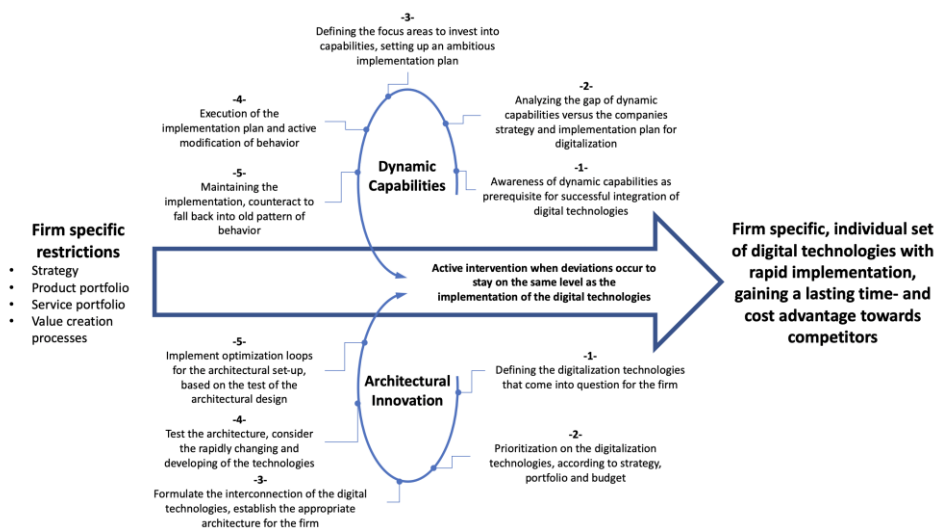 -3-
Defining the focus areas to invest into
capabilities, setting up an ambitious
implementation plan
-4-
Execution of the
implementation plan and active
modification of behavior
-2-
Analyzing the gap of dynamic
capabilities versus the companies
strategy and implementation plan for
digitalization
Dynamic
Capabilities
-5-
Maintaining the
implementation, counteract to
fall back into old pattern of
behavior
-1-
Awareness of dynamic capabilities as
prerequisite for successful integration of
digital technologies
Firm specific
restrictions
• Strategy
• Product portfolio
• Service portfolio
• Value creation
processes
Active intervention when deviations occur to
stay on the same level as the
implementation of the digital technologies
Firm specific, individual set
of digital technologies with
rapid implementation,
gaining a lasting time- and
cost advantage towards
competitors
-5-
Implement optimization loops
for the architectural set-up,
based on the test of the
architectural design
-1-
Defining the digitalization technologies
that come into question for the firm
Architectural
Innovation
-4-
Test the architecture, consider
the rapidly changing and
developing of the technologies
-2-
Prioritization on the digitalization
technologies, according to strategy,
portfolio and budget
-3-
Formulate the interconnection of the digital
technologies, establish the appropriate
architecture for the firm